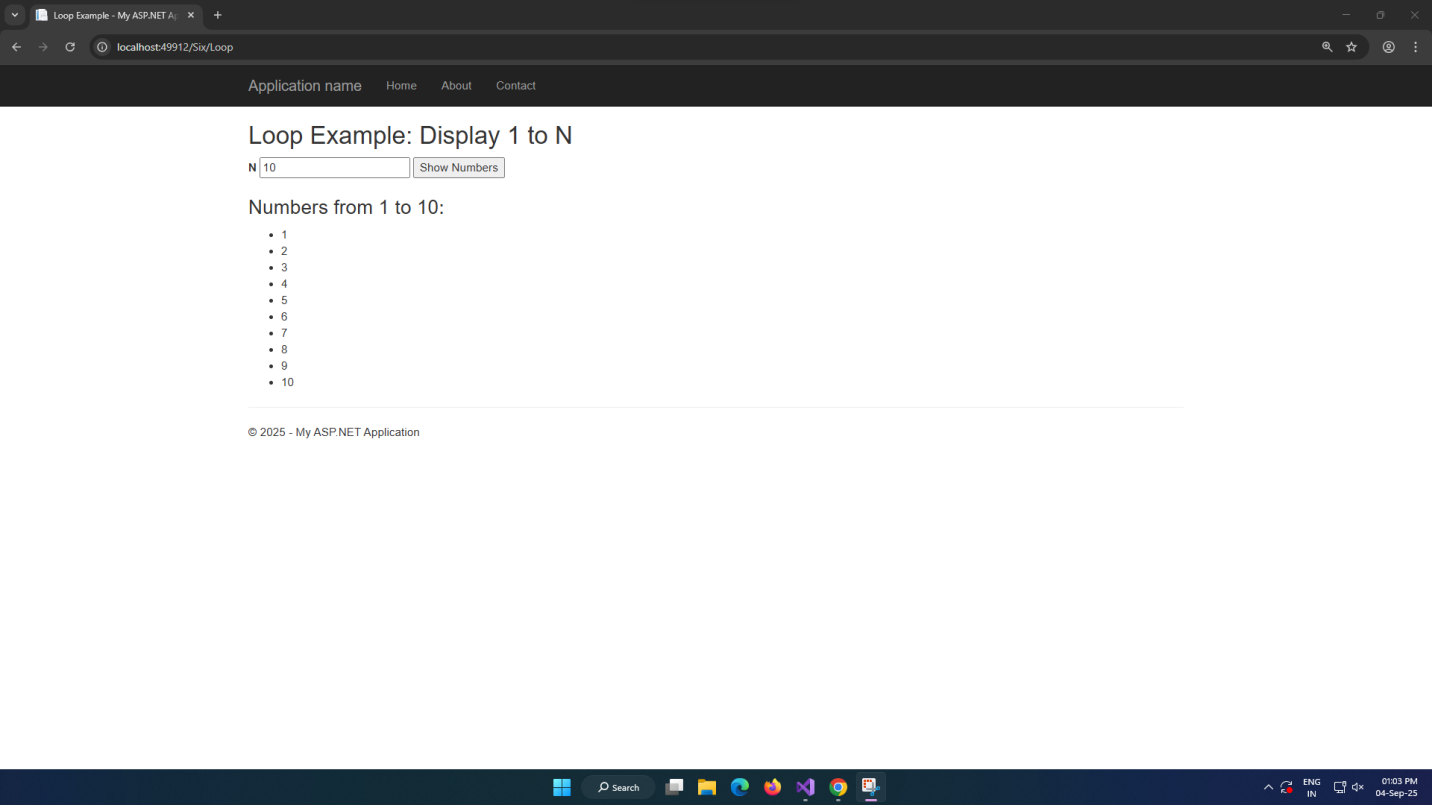 Loop Example - My ASP.NET Ap
localhost:49912/Six/Loop
Application name Home About Contact
Loop Example: Display 1 to N
N 10 Show Numbers
Numbers from 1 to 10:
1
2
3
4
5
6
7
8
9
10
© 2025 - My ASP.NET Application
Search
ENG
IN
01:03 PM
04-Sep-25